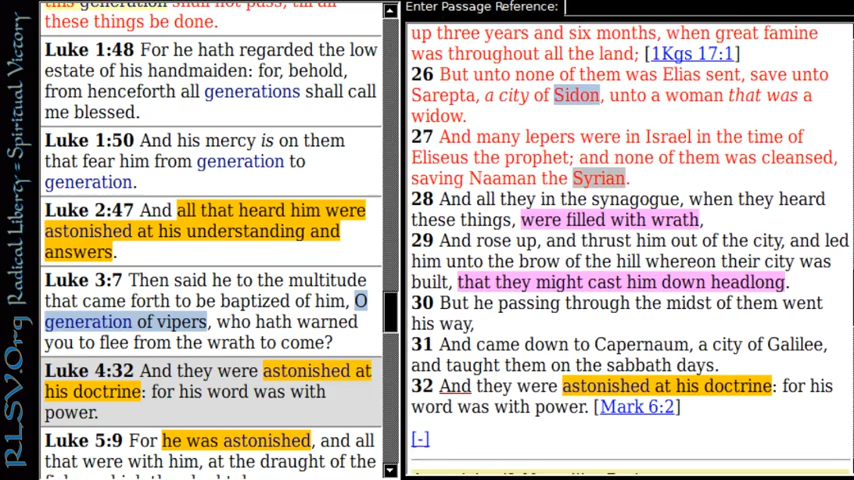 RLSV.Org Radical Liberty = Spiritual Victory
this generation shall not pass, till all
these things be done.
Luke 1:48 For he hath regarded the low
estate of his handmaiden: for, behold,
from henceforth all generations shall call
me blessed.
Luke 1:50 And his mercy is on them
that fear him from generation to
generation.
Luke 2:47 And all that heard him were
astonished at his understanding and
answers.
Luke 3:7 Then said he to the multitude
that came forth to be baptized of him, O
generation of vipers, who hath warned
you to flee from the wrath to come?
Luke 4:32 And they were astonished at
his doctrine: for his word was with
power.
Luke 5:9 For he was astonished, and all
that were with him, at the draught of the
Enter Passage Reference:
up three years and six months, when great famine
was throughout all the land; [1Kgs 17:1]
26 But unto none of them was Elias sent, save unto
Sarepta, a city of Sidon, unto a woman that was a
widow.
27 And many lepers were in Israel in the time of
Eliseus the prophet; and none of them was cleansed,
saving Naaman the Syrian.
28 And all they in the synagogue, when they heard
these things, were filled with wrath,
29 And rose up, and thrust him out of the city, and led
him unto the brow of the hill whereon their city was
built, that they might cast him down headlong.
30 But he passing through the midst of them went
his way,
31 And came down to Capernaum, a city of Galilee,
and taught them on the sabbath days.
32 And they were astonished at his doctrine: for his
word was with power. [Mark 6:2]
[-]